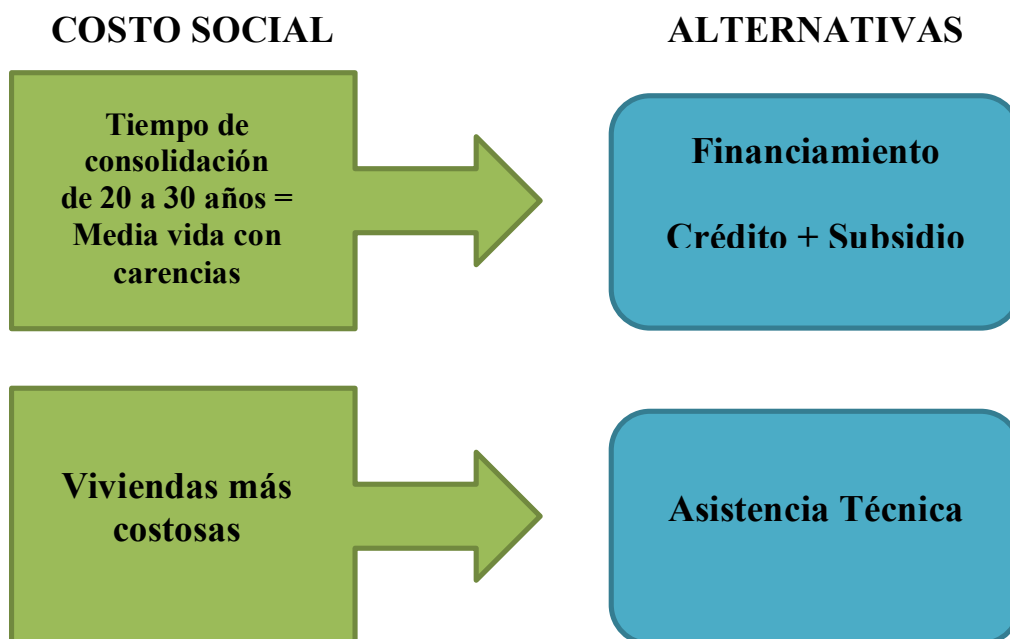 COSTO SOCIAL
ALTERNATIVAS
Tiempo de
consolidación
de 20 a 30 años =
Media vida con
carencias
Financiamiento
Crédito + Subsidio
Viviendas más
costosas
Asistencia Técnica